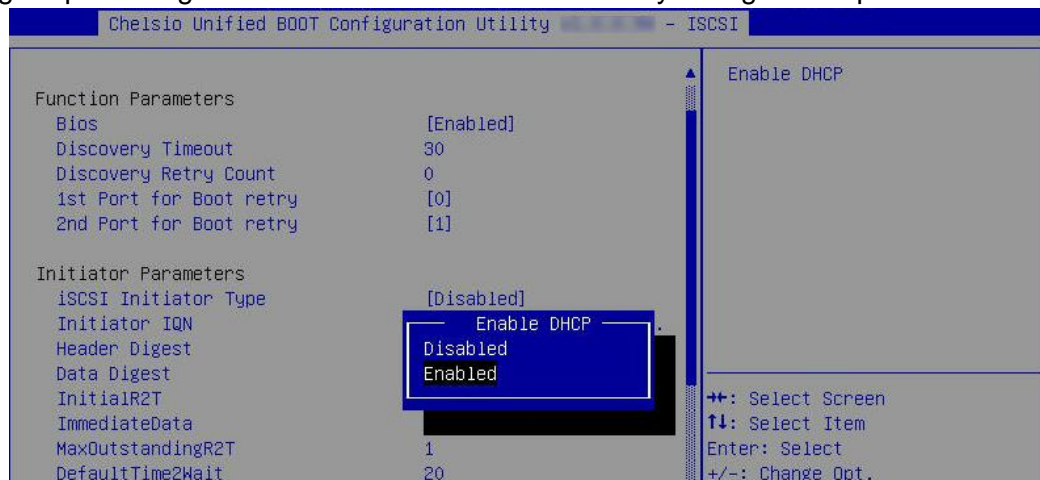 Chelsio Unified BOOT Configuration Utility - ISCSI
Enable DHCP
Function Parameters
Bios [Enabled]
Discovery Timeout 30
Discovery Retry Count 0
1st Port for Boot retry [0]
2nd Port for Boot retry [1]
Initiator Parameters
iSCSI Initiator Type [Disabled]
Initiator IQN
Header Digest
Data Digest
InitialR2T
ImmediateData
MaxOutstandingR2T 1
DefaultTime2Wait 20
Enable DHCP
Disabled
Enabled
→←: Select Screen
↑↓: Select Item
Enter: Select
+/-: Change Opt.